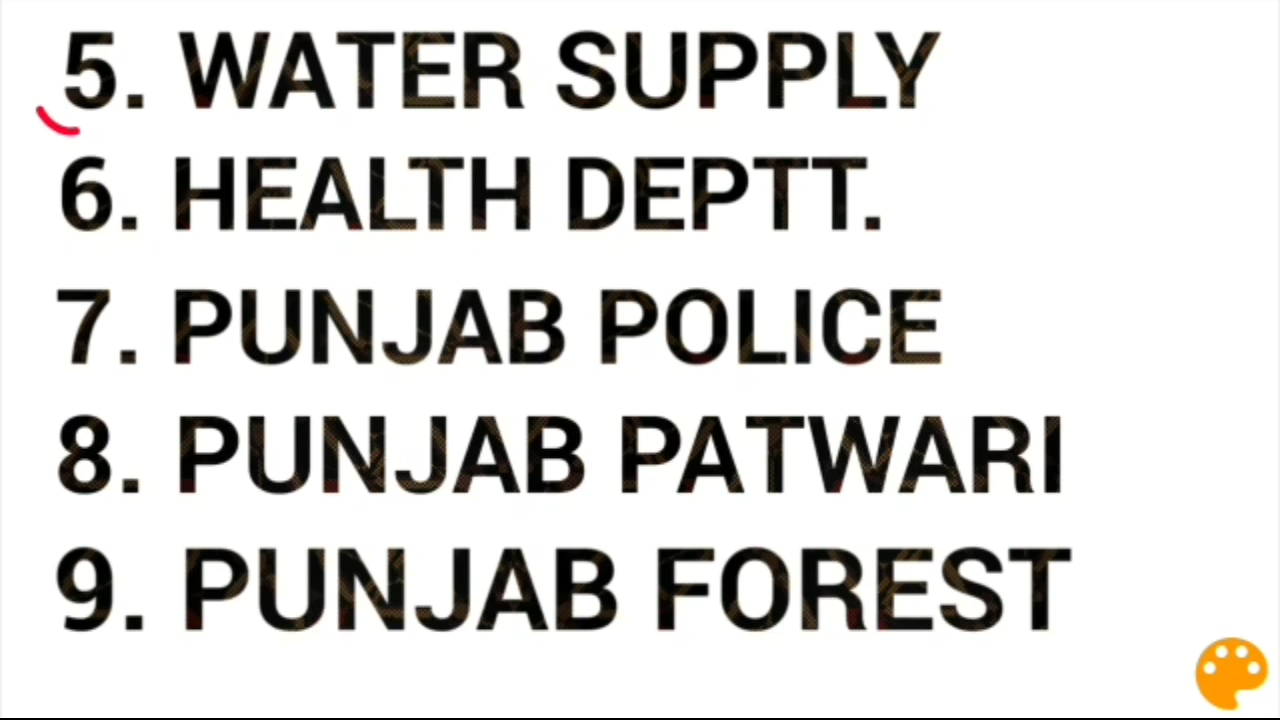 5. WATER SUPPLY
6. HEALTH DEPTT.
7. PUNJAB POLICE
8. PUNJAB PATWARI
9. PUNJAB FOREST